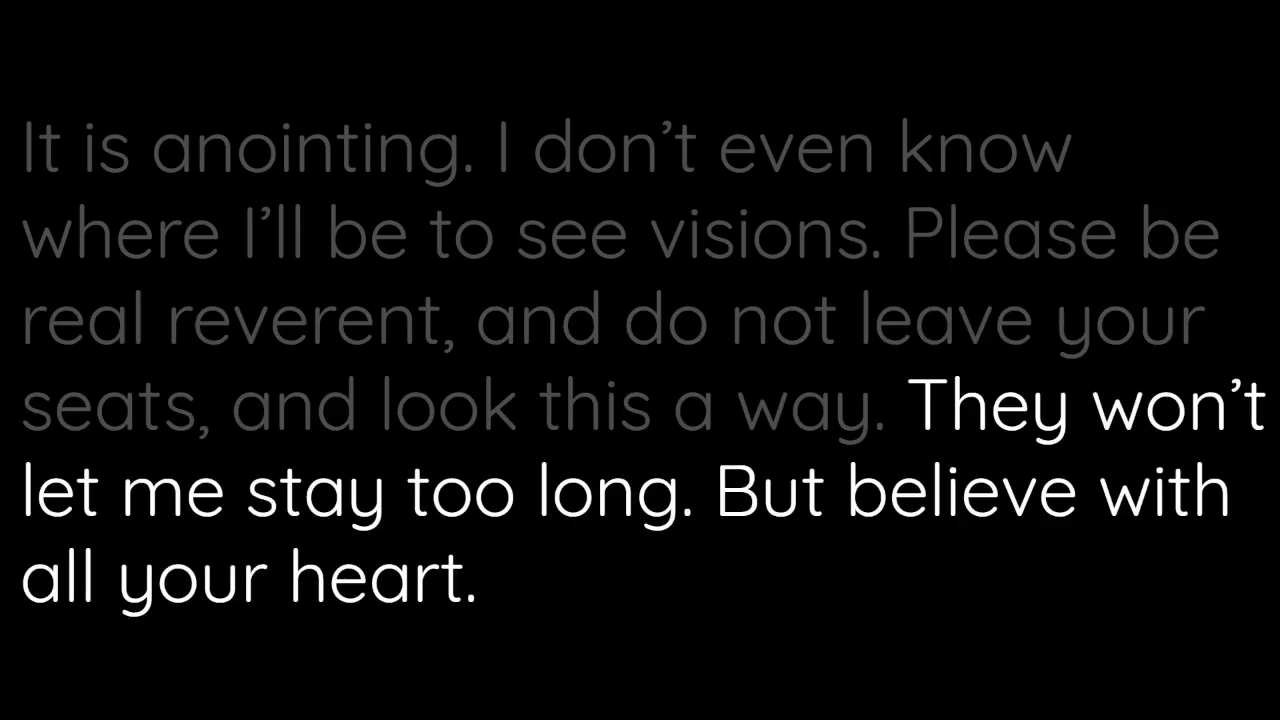 It is anointing. I don’t even know
where I’ll be to see visions. Please be
real reverent, and do not leave your
seats, and look this a way. They won’t
let me stay too long. But believe with
all your heart.